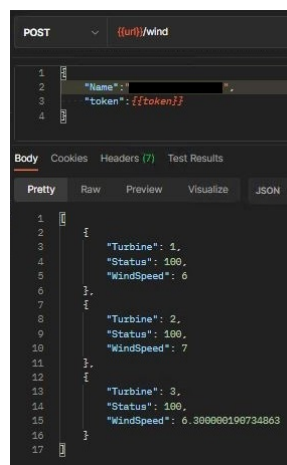 POST {{url}}/wind
1 {
2 "Name":"",
3 "token":{{token}}
4 }
Body Cookies Headers (7) Test Results
Pretty Raw Preview Visualize JSON
1 [
2 {
3 "Turbine": 1,
4 "Status": 100,
5 "WindSpeed": 6
6 },
7 {
8 "Turbine": 2,
9 "Status": 100,
10 "WindSpeed": 7
11 },
12 {
13 "Turbine": 3,
14 "Status": 100,
15 "WindSpeed": 6.300000190734863
16 }
17 ]